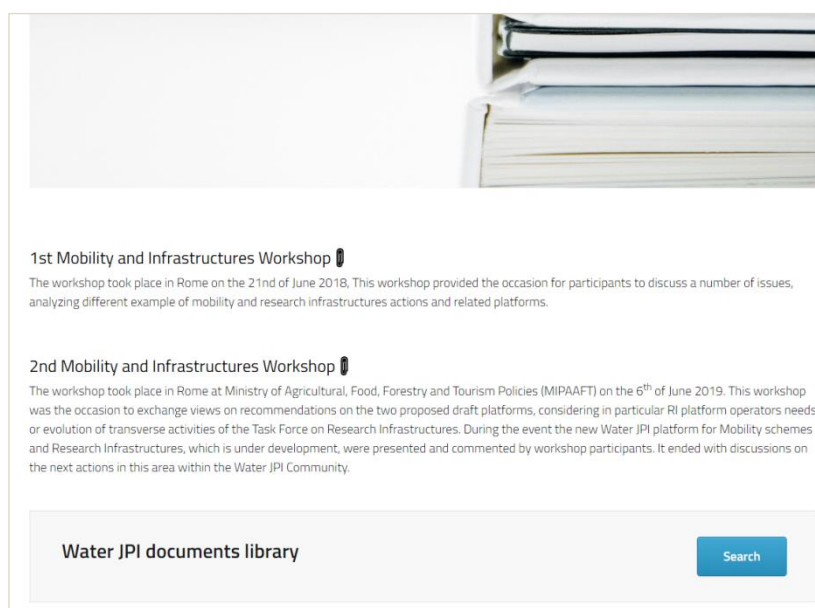 1st Mobility and Infrastructures Workshop
The workshop took place in Rome on the 21nd of June 2018, This workshop provided the occasion for participants to discuss a number of issues,
analyzing different example of mobility and research infrastructures actions and related platforms.
2nd Mobility and Infrastructures Workshop
The workshop took place in Rome at Ministry of Agricultural, Food, Forestry and Tourism Policies (MIPAAFT) on the 6th of June 2019. This workshop
was the occasion to exchange views on recommendations on the two proposed draft platforms, considering in particular RI platform operators needs
or evolution of transverse activities of the Task Force on Research Infrastructures. During the event the new Water JPI platform for Mobility schemes
and Research Infrastructures, which is under development, were presented and commented by workshop participants. It ended with discussions on
the next actions in this area within the Water JPI Community.
Water JPI documents library
Search